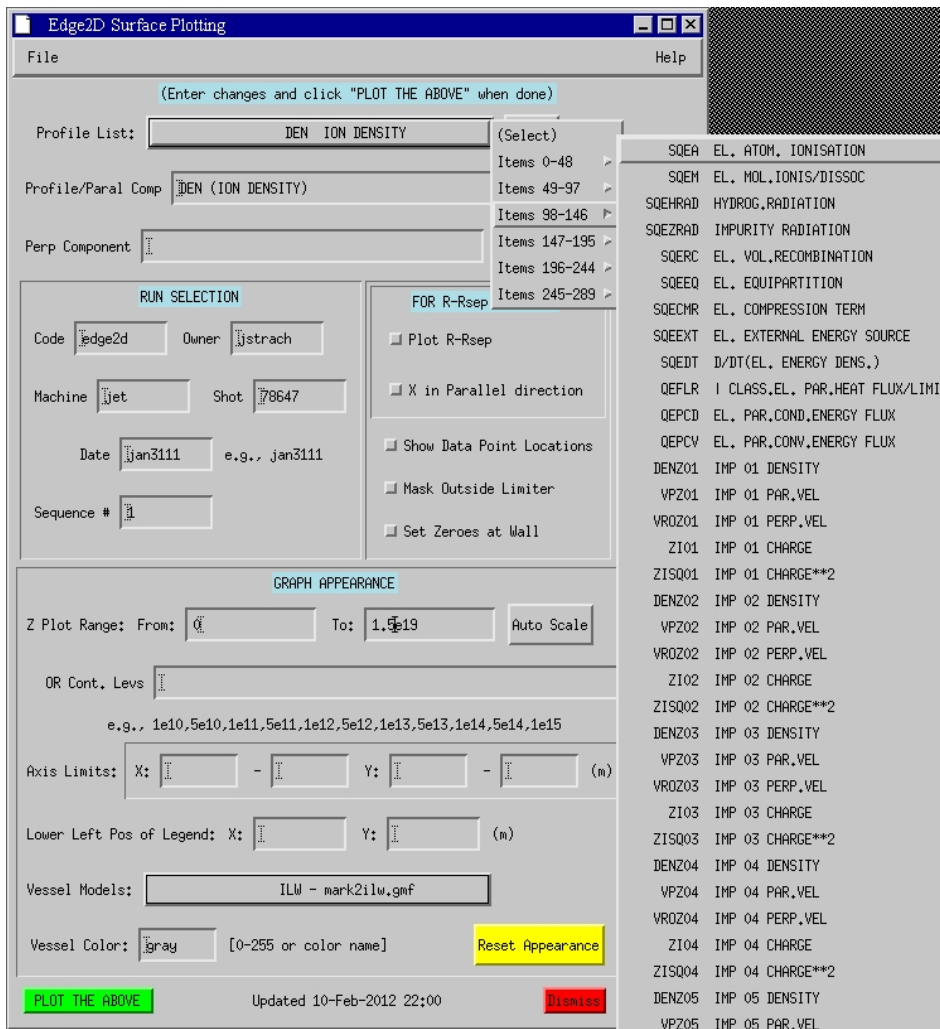 Edge2D Surface Plotting
File Help
(Enter changes and click "PLOT THE ABOVE" when done)
Profile List: DEN ION DENSITY
Profile/Paral Comp DEN (ION DENSITY)
Perp Component
(Select)
Items 0-48
Items 49-97
Items 98-146
Items 147-195
Items 196-244
Items 245-289
RUN SELECTION
Code edge2d Owner jstrach
Machine jet Shot 78647
Date jan3111 e.g., jan3111
Sequence # 1
FOR R-Rsep
Plot R-Rsep
X in Parallel direction
Show Data Point Locations
Mask Outside Limiter
Set Zeroes at Wall
GRAPH APPEARANCE
Z Plot Range: From: 0 To: 1.5e19 Auto Scale
OR Cont. Levs
e.g., 1e10,5e10,1e11,5e11,1e12,5e12,1e13,5e13,1e14,5e14,1e15
Axis Limits: X: - Y: - (m)
Lower Left Pos of Legend: X: Y: (m)
Vessel Models: ILW - mark2ilw.gmf
Vessel Color: gray [0-255 or color name] Reset Appearance
PLOT THE ABOVE Updated 10-Feb-2012 22:00 Dismiss
SQEA EL. ATOM. IONISATION
SQEM EL. MOL.IONIS/DISSOC
SQEHRAD HYDROG.RADIATION
SQEZRAD IMPURITY RADIATION
SQERC EL. VOL.RECOMBINATION
SQEEQ EL. EQUIPARTITION
SQECMR EL. COMPRESSION TERM
SQEEXT EL. EXTERNAL ENERGY SOURCE
SQEDT D/DT(EL. ENERGY DENS.)
QEFLR | CLASS.EL. PAR.HEAT FLUX/LIMI
QEPCD EL. PAR.COND.ENERGY FLUX
QEPCV EL. PAR.CONV.ENERGY FLUX
DENZ01 IMP 01 DENSITY
VPZ01 IMP 01 PAR.VEL
VROZ01 IMP 01 PERP.VEL
ZI01 IMP 01 CHARGE
ZISQ01 IMP 01 CHARGE**2
DENZ02 IMP 02 DENSITY
VPZ02 IMP 02 PAR.VEL
VROZ02 IMP 02 PERP.VEL
ZI02 IMP 02 CHARGE
ZISQ02 IMP 02 CHARGE**2
DENZ03 IMP 03 DENSITY
VPZ03 IMP 03 PAR.VEL
VROZ03 IMP 03 PERP.VEL
ZI03 IMP 03 CHARGE
ZISQ03 IMP 03 CHARGE**2
DENZ04 IMP 04 DENSITY
VPZ04 IMP 04 PAR.VEL
VROZ04 IMP 04 PERP.VEL
ZI04 IMP 04 CHARGE
ZISQ04 IMP 04 CHARGE**2
DENZ05 IMP 05 DENSITY
VPZ05 IMP 05 PAR.VEL